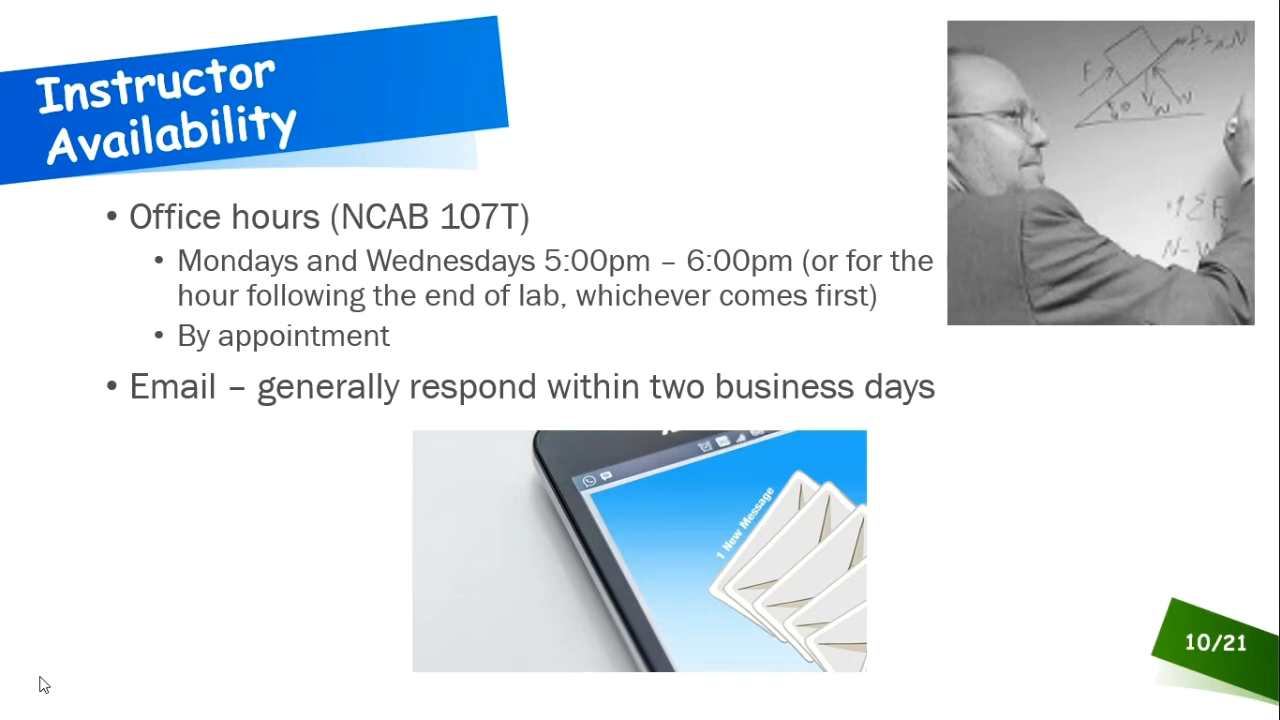 Instructor
Availability
• Office hours (NCAB 107T)
• Mondays and Wednesdays 5:00pm – 6:00pm (or for the
hour following the end of lab, whichever comes first)
• By appointment
• Email – generally respond within two business days
1 New Message
10/21